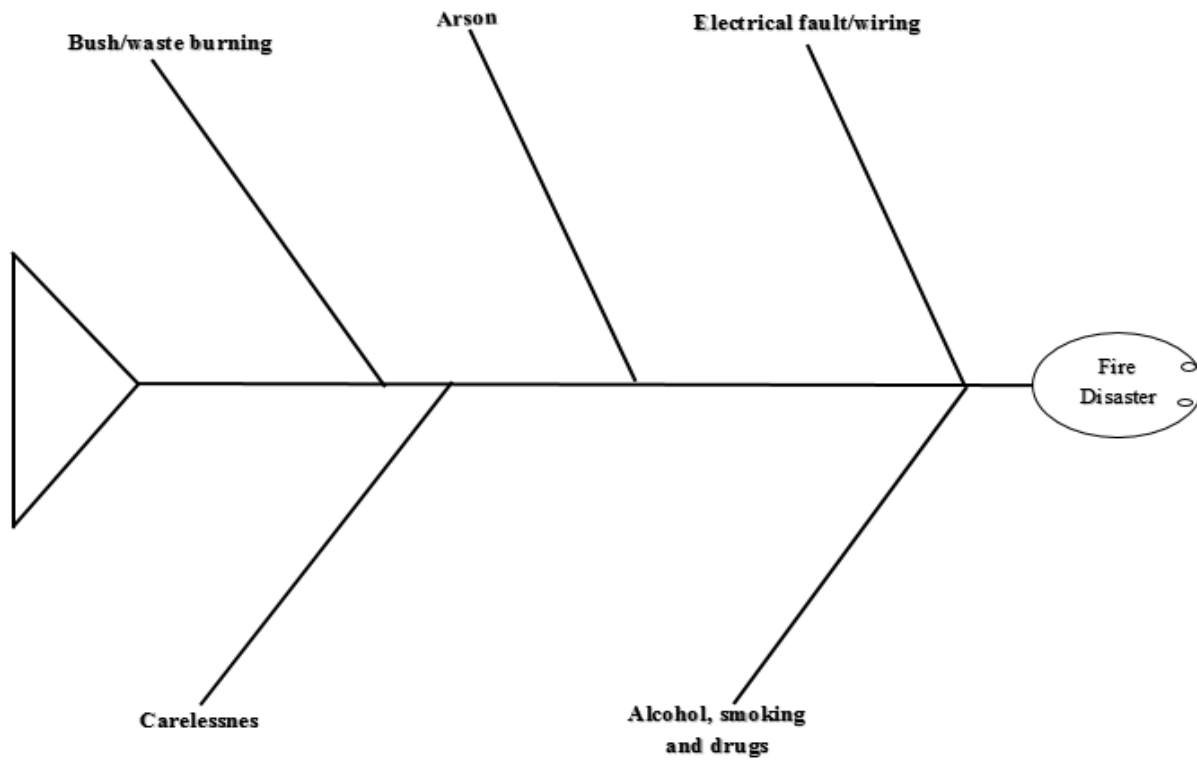 Arson
Electrical fault/wiring
Bush/waste burning
Fire
Disaster
Carelessnes
Alcohol, smoking
and drugs